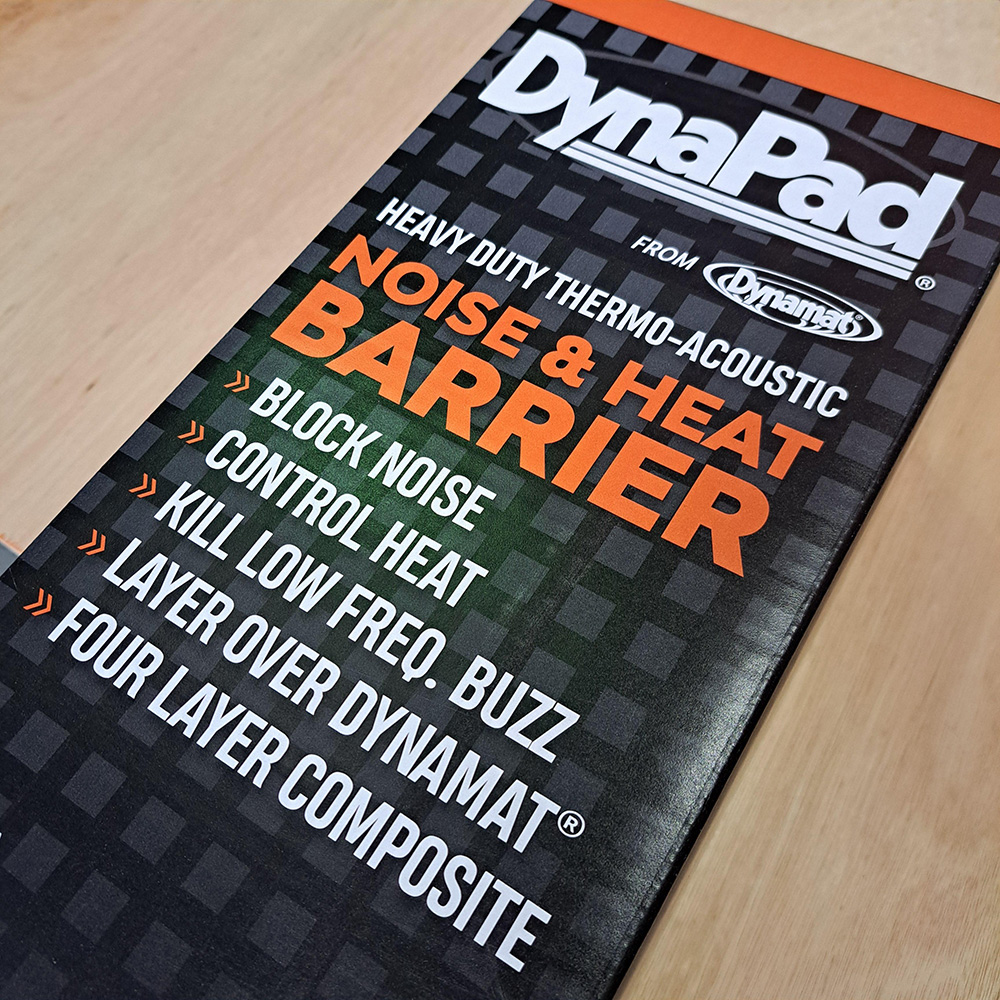 DynaPad®
FROM Dynamat®
HEAVY DUTY THERMO-ACOUSTIC
NOISE & HEAT
BARRIER
» BLOCK NOISE
» CONTROL HEAT
» KILL LOW FREQ. BUZZ
» LAYER OVER DYNAMAT®
» FOUR LAYER COMPOSITE